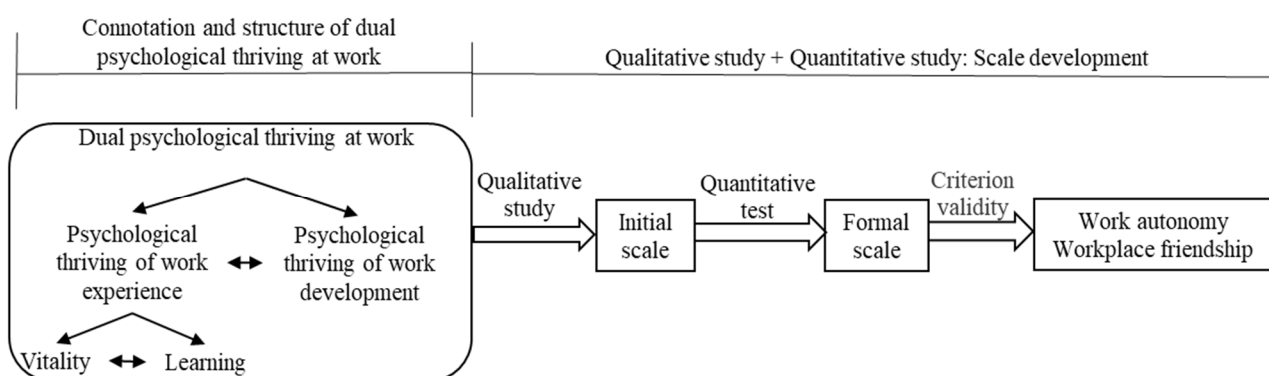 Connotation and structure of dual
psychological thriving at work
Qualitative study + Quantitative study: Scale development
Dual psychological thriving at work
Psychological
thriving of work
experience
Psychological
thriving of work
development
Vitality
Learning
Qualitative
study
Initial
scale
Quantitative
test
Formal
scale
Criterion
validity
Work autonomy
Workplace friendship